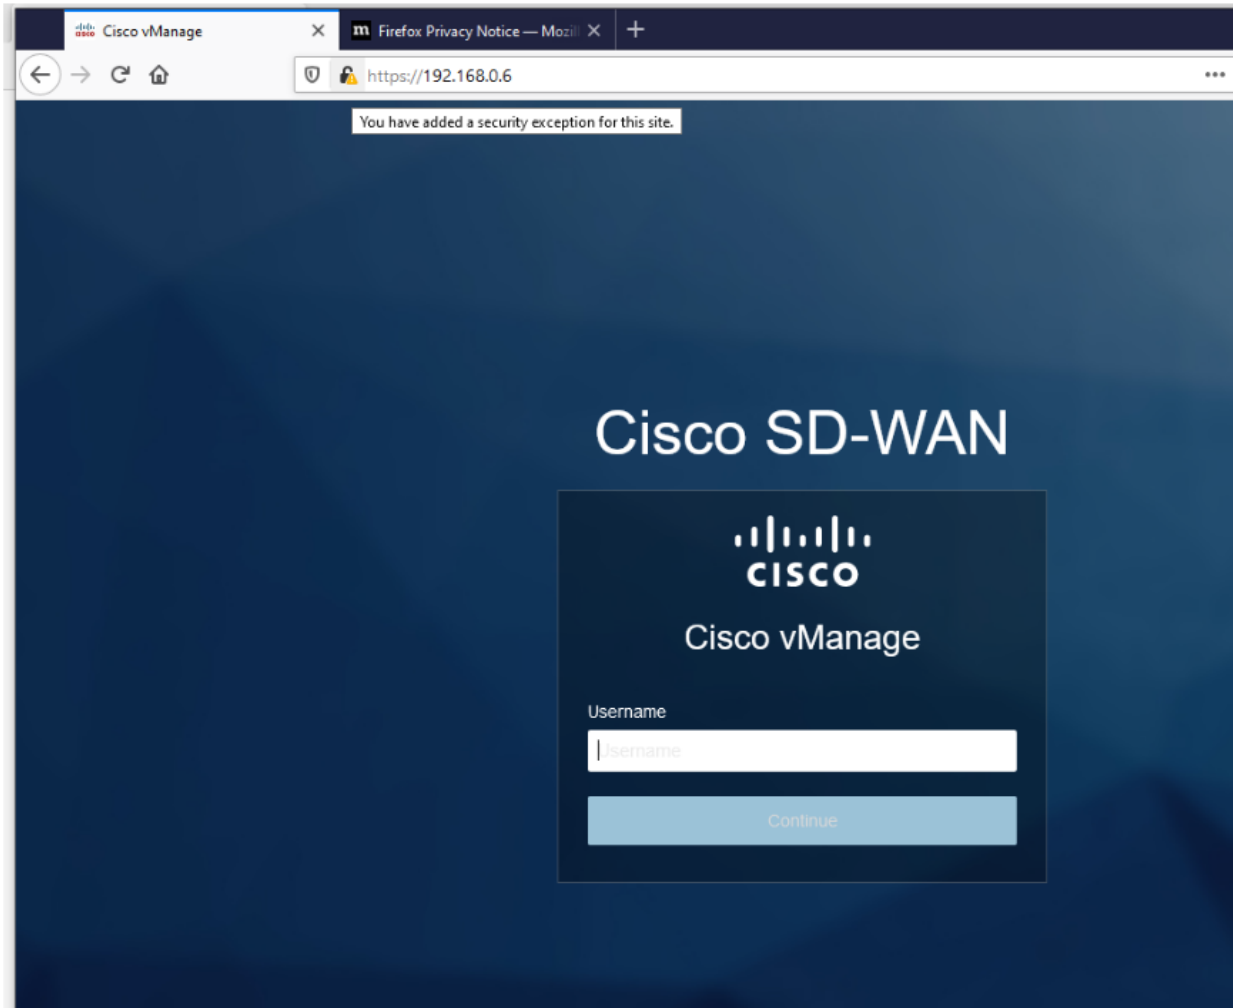 Cisco vManage
m Firefox Privacy Notice — Mozil
https://192.168.0.6
You have added a security exception for this site.
Cisco SD-WAN
CISCO
Cisco vManage
Username
Username
Continue